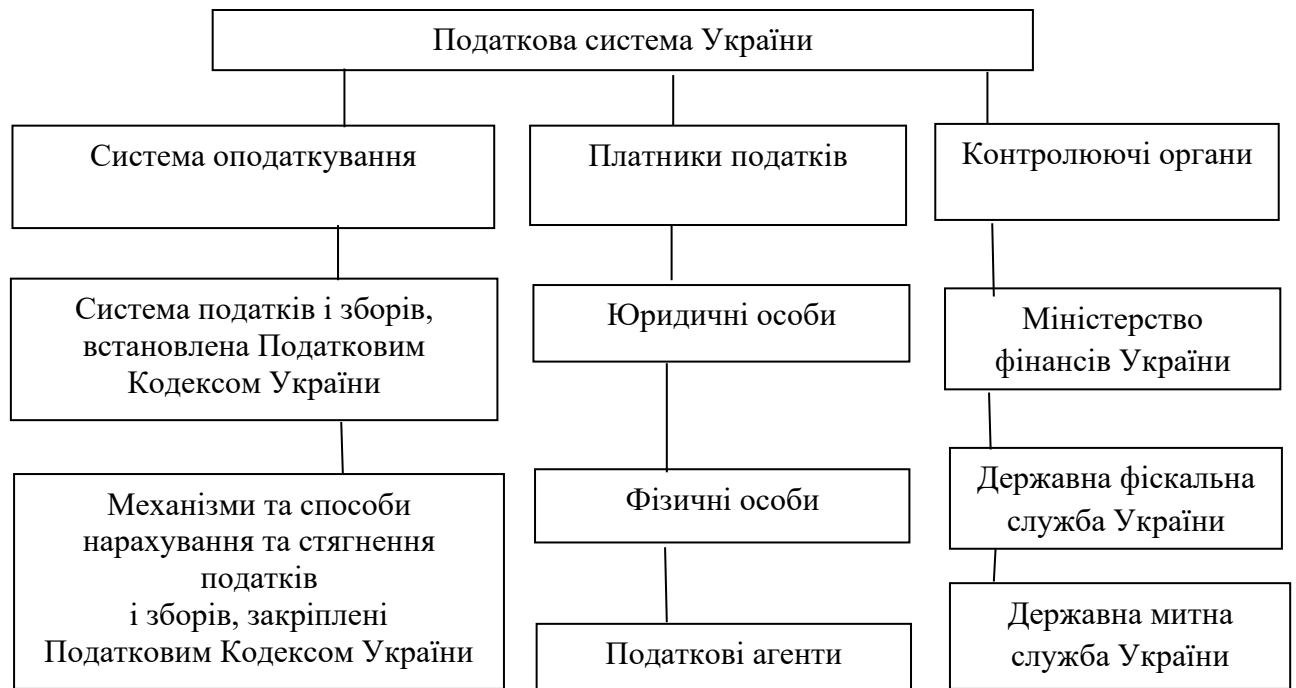 Податкова система України
Система оподаткування
Платники податків
Контролюючі органи
Система податків і зборів,
встановлена Податковим
Кодексом України
Юридичні особи
Міністерство
фінансів України
Механізми та способи
нарахування та стягнення
податків
і зборів, закріплені
Податковим Кодексом України
Фізичні особи
Державна фіскальна
служба України
Податкові агенти
Державна митна
служба України